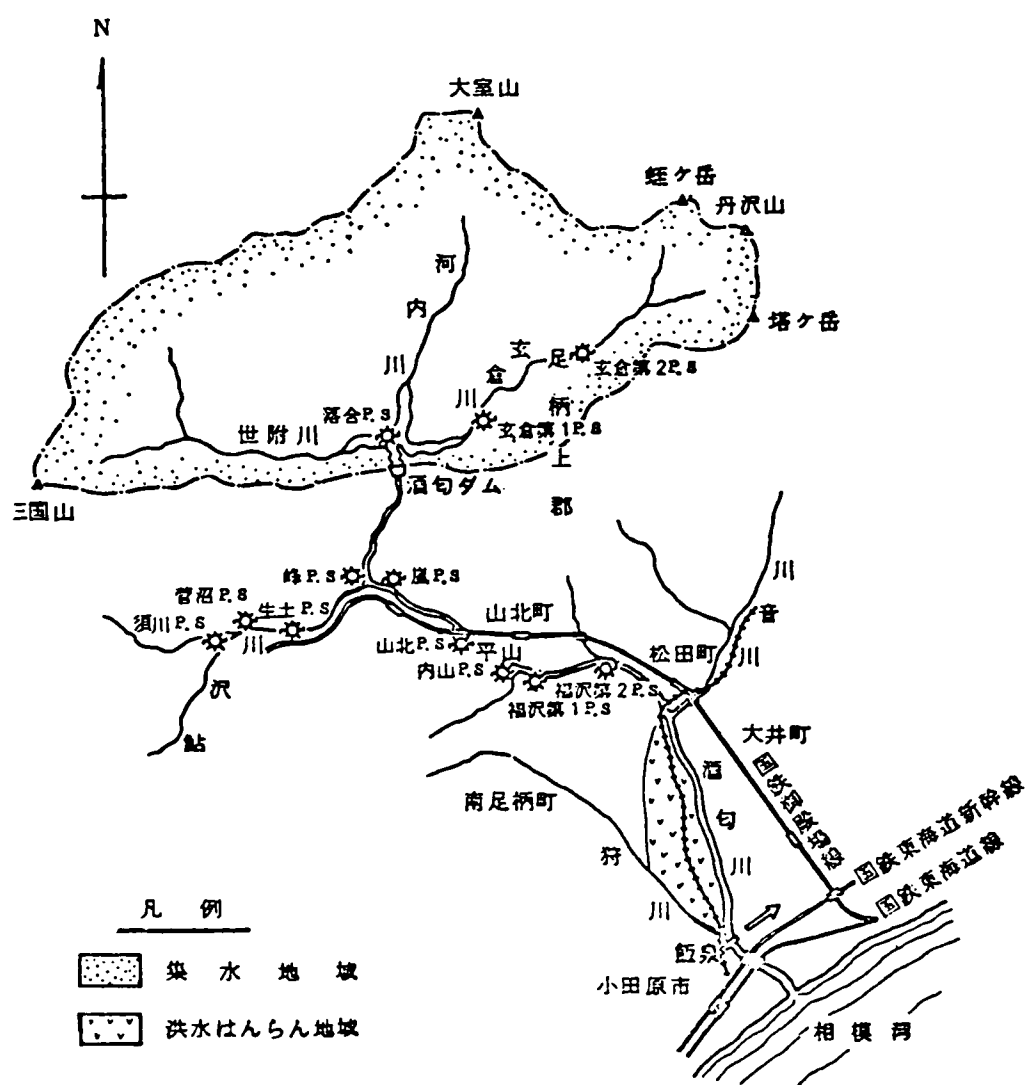 N
大室山
蛭ケ岳
丹沢山
塔ケ岳
河内川
玄倉川
足柄上郡
玄倉第2P.S
玄倉第1P.S
落合P.S
世附川
酒匂ダム
三国山
峰P.S
嵐P.S
菅沼P.S
生土P.S
須川P.S
鮎沢川
山北町
山北P.S
平山
内山P.S
福沢第2P.S
福沢第1P.S
松田町
川音川
大井町
国鉄御殿場線
酒匂川
南足柄町
狩川
国鉄東海道新幹線
国鉄東海道線
飯泉
小田原市
相模湾
凡例
集水地域
洪水はんらん地域